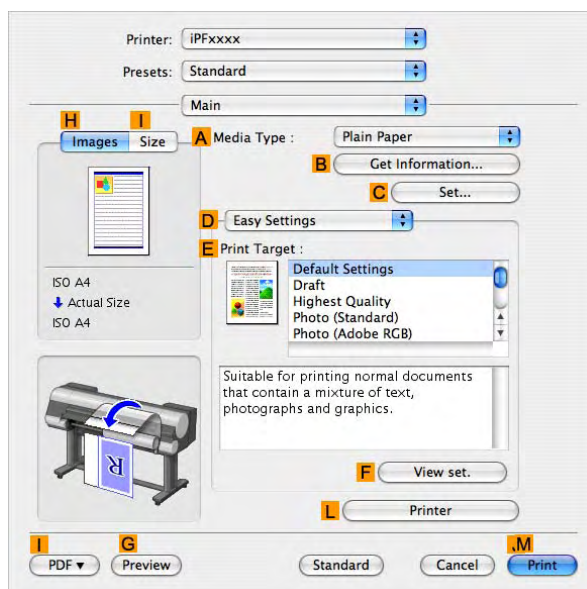 Printer: iPFxxxx
Presets: Standard
Main
H I
Images Size
A Media Type : Plain Paper
B Get Information...
C Set...
D Easy Settings
E Print Target :
Default Settings
Draft
Highest Quality
Photo (Standard)
Photo (Adobe RGB)
ISO A4
Actual Size
ISO A4
Suitable for printing normal documents
that contain a mixture of text,
photographs and graphics.
R
F View set.
L Printer
I G .M
PDF Preview Standard Cancel Print